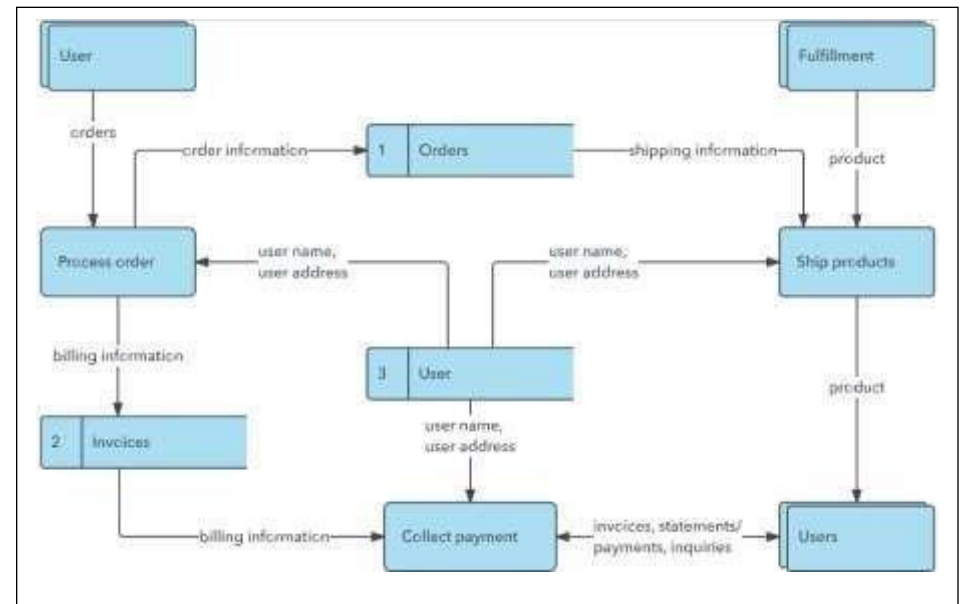 User
Fulfillment
orders
order information
1 Orders
shipping information
product
Process order
user name,
user address
user name,
user address
Ship products
billing information
3 User
product
2 Invoices
user name,
user address
billing information
Collect payment
invoices, statements/
payments, inquiries
Users